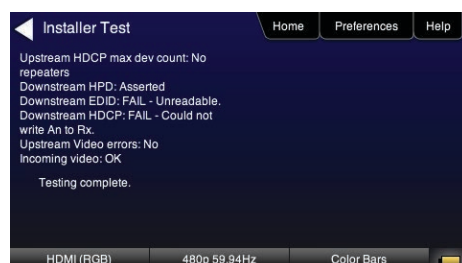 Installer Test
Home
Preferences
Help
Upstream HDCP max dev count: No
repeaters
Downstream HPD: Asserted
Downstream EDID: FAIL - Unreadable.
Downstream HDCP: FAIL - Could not
write An to Rx.
Upstream Video errors: No
Incoming video: OK
Testing complete.
HDMI (RGB)
480p 59.94Hz
Color Bars